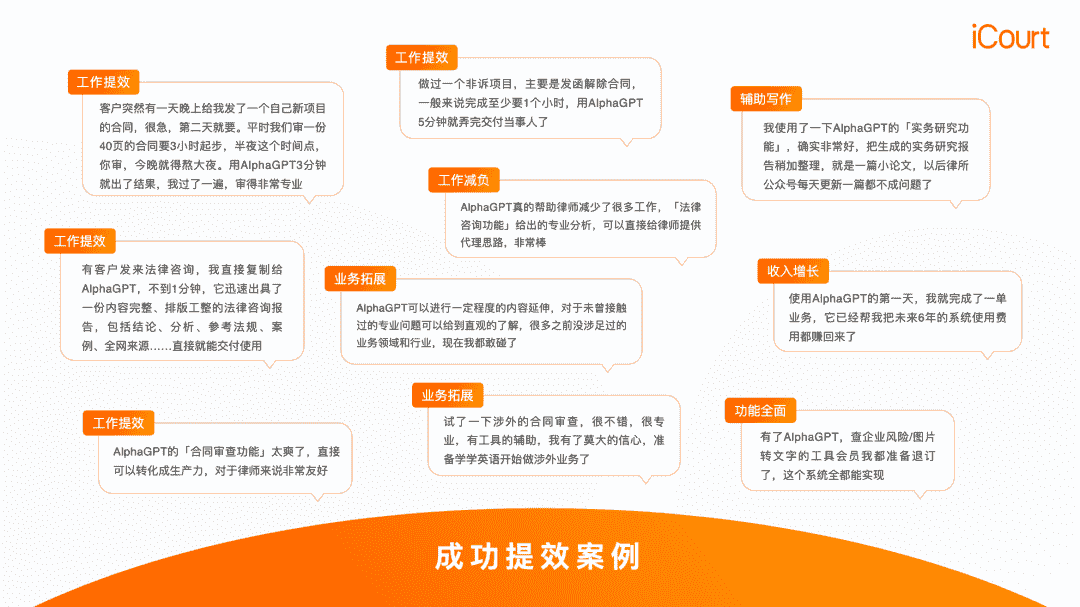 iCourt
工作提效
客户突然有一天晚上给我发了一个自己新项目
的合同，很急，第二天就要。平时我们审一份
40页的合同要3小时起步，半夜这个时间点，
你审，今晚就得熬大夜。用AlphaGPT3分钟
就出了结果，我过了一遍，审得非常专业
工作提效
做过一个非诉项目，主要是发函解除合同，
一般来说完成至少要1个小时，用AlphaGPT
5分钟就弄完交付当事人了
辅助写作
我使用了一下AlphaGPT的「实务研究功
能」，确实非常好，把生成的实务研究报
告稍加整理，就是一篇小论文，以后律所
公众号每天更新一篇都不成问题了
工作减负
AlphaGPT真的帮助律师减少了很多工作，「法律
咨询功能」给出的专业分析，可以直接给律师提供
代理思路，非常棒
工作提效
有客户发来法律咨询，我直接复制给
AlphaGPT，不到1分钟，它迅速出具了
一份内容完整、排版工整的法律咨询报
告，包括结论、分析、参考法规、案
例、全网来源……直接就能交付使用
业务拓展
AlphaGPT可以进行一定程度的内容延伸，对于未曾接触
过的专业问题可以给到直观的了解，很多之前没涉足过的
业务领域和行业，现在我都敢碰了
收入增长
使用AlphaGPT的第一天，我就完成了一单
业务，它已经帮我把未来6年的系统使用费
用都赚回来了
工作提效
AlphaGPT的「合同审查功能」太爽了，直接
可以转化成生产力，对于律师来说非常友好
业务拓展
试了一下涉外的合同审查，很不错，很专
业，有工具的辅助，我有了莫大的信心，准
备学学英语开始做涉外业务了
功能全面
有了AlphaGPT，查企业风险/图片
转文字的工具会员我都准备退订
了，这个系统全都能实现
成功提效案例